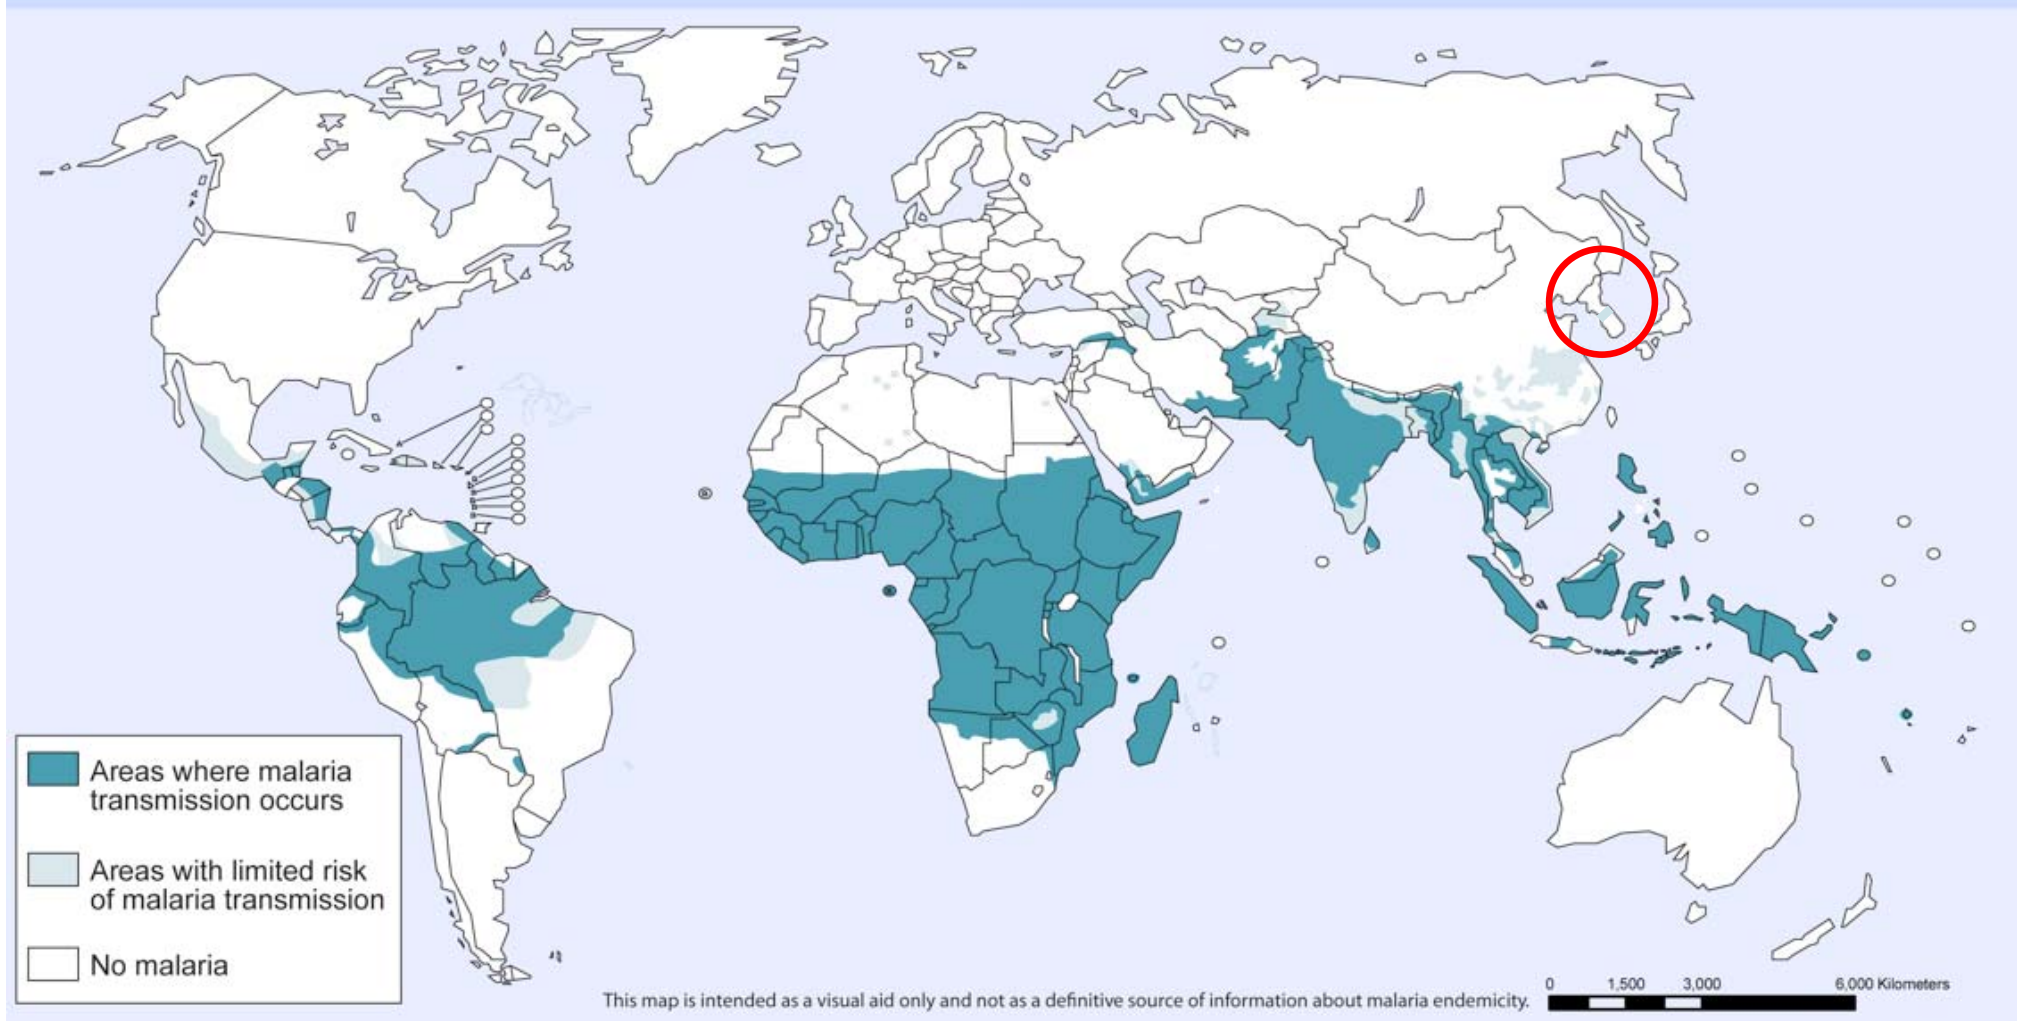 Areas where malaria
transmission occurs
Areas with limited risk
of malaria transmission
No malaria
This map is intended as a visual aid only and not as a definitive source of information about malaria endemicity.
0 1,500 3,000 6,000 Kilometers